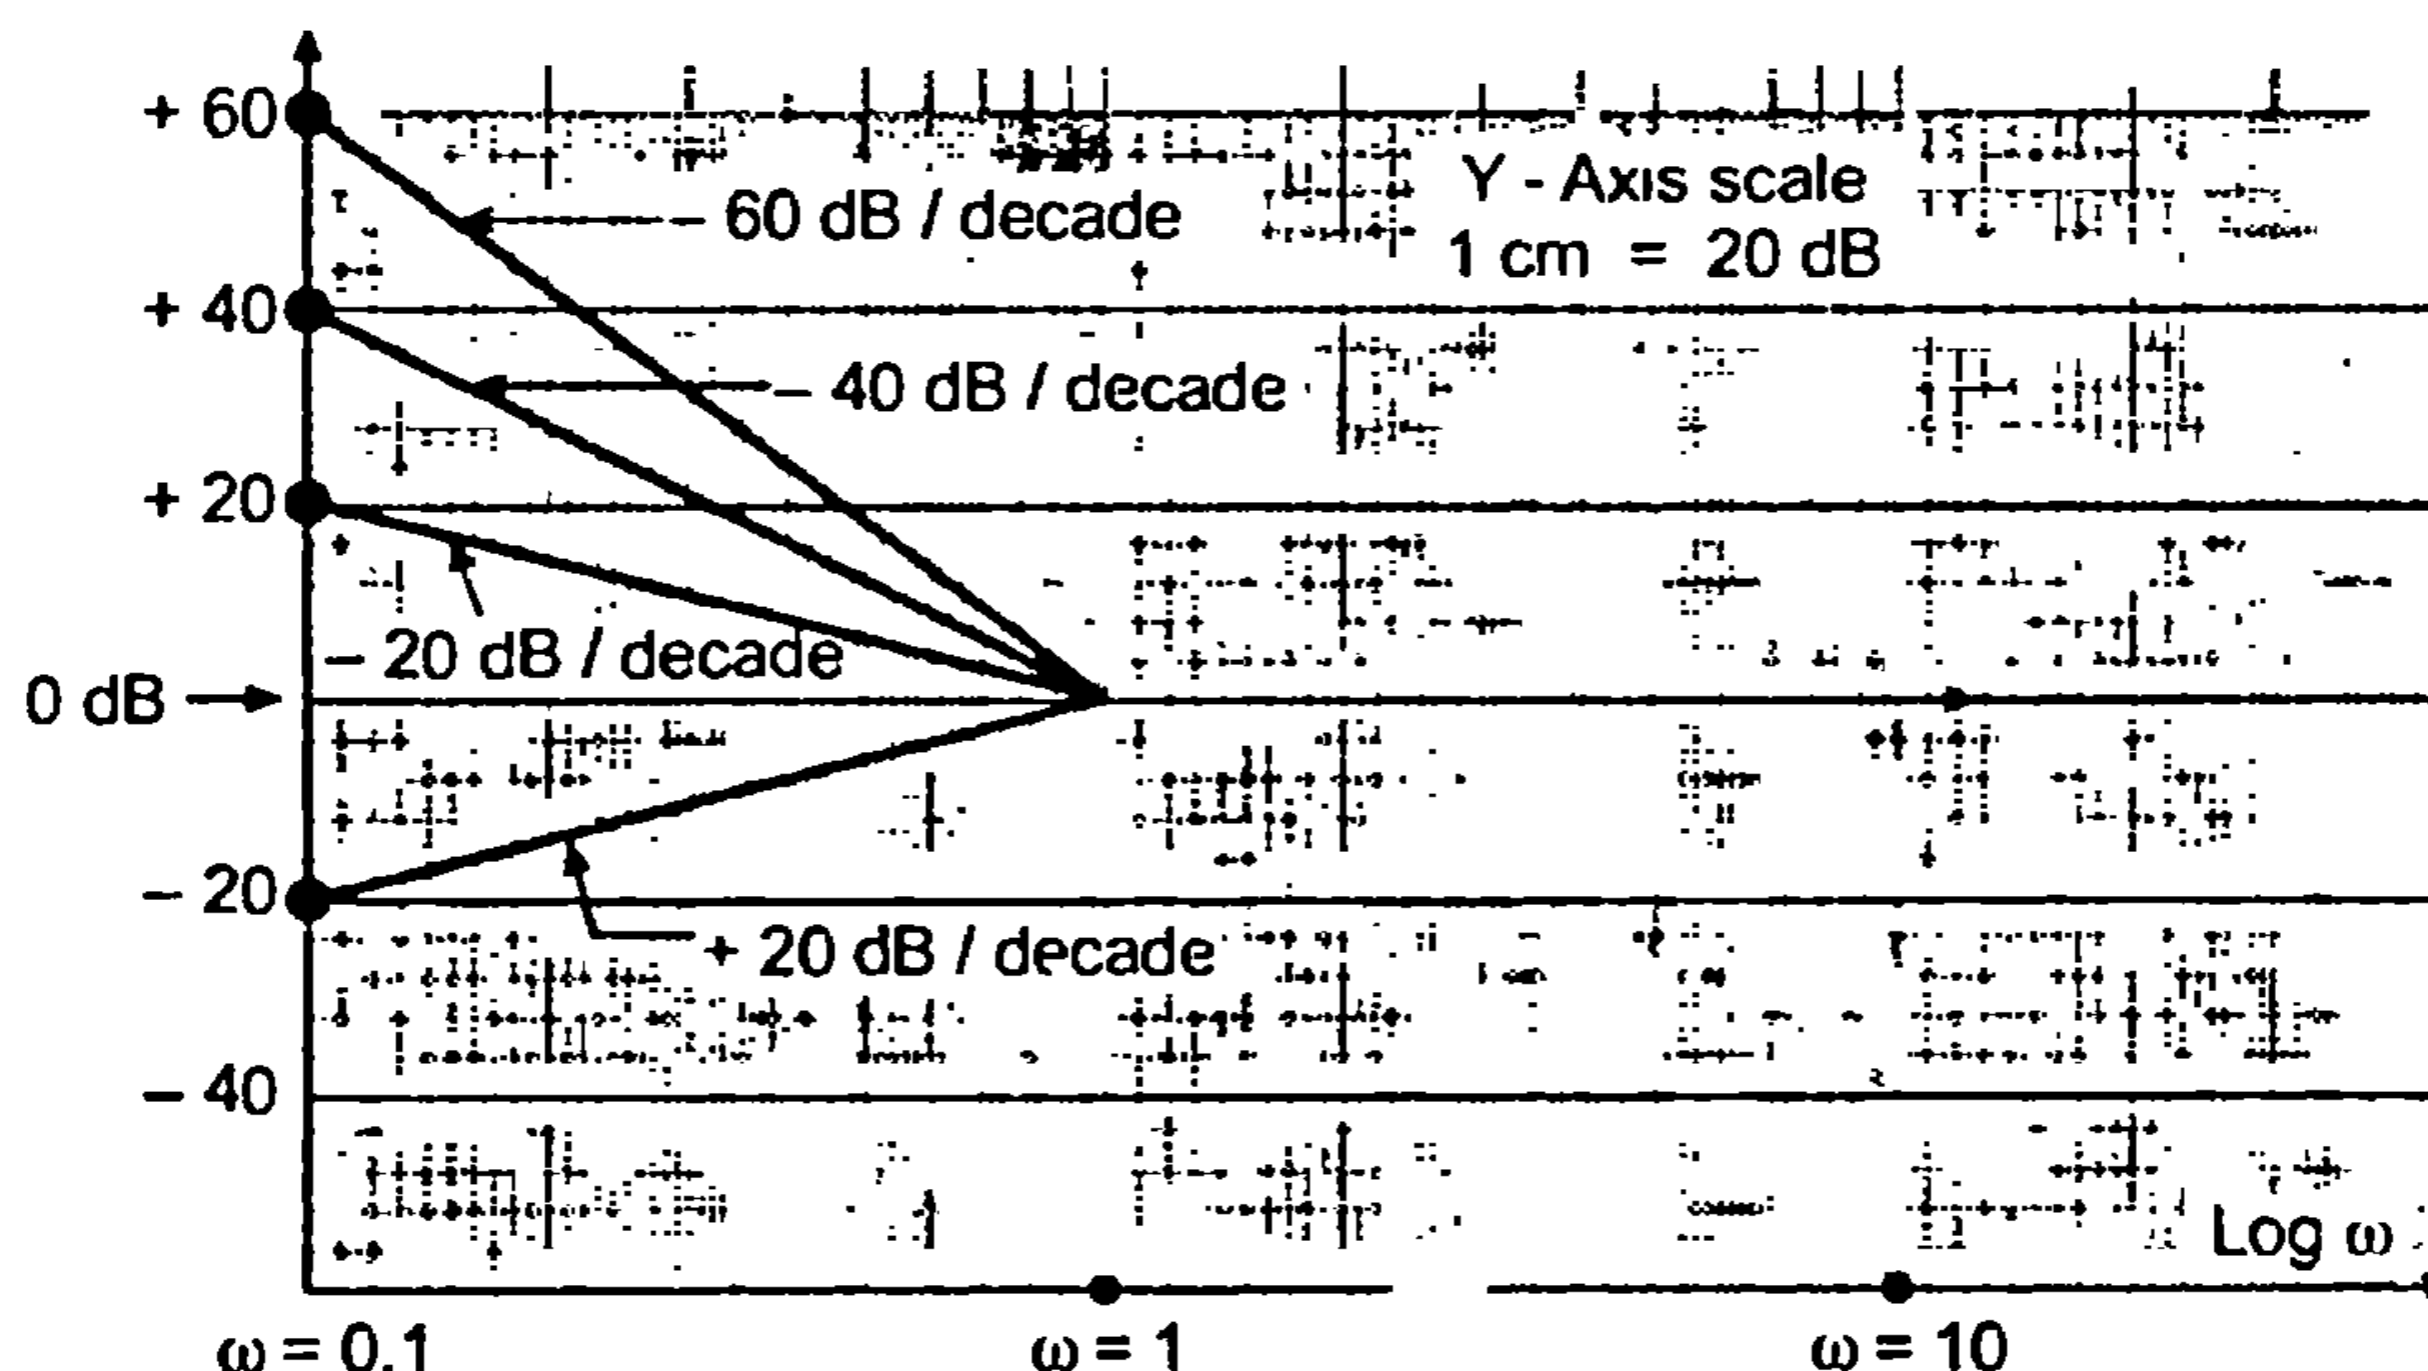 + 60
Y - Axis scale
– 60 dB / decade
1 cm = 20 dB
+ 40
– 40 dB / decade
+ 20
– 20 dB / decade
0 dB
– 20
+ 20 dB / decade
– 40
Log ω
ω = 0.1
ω = 1
ω = 10